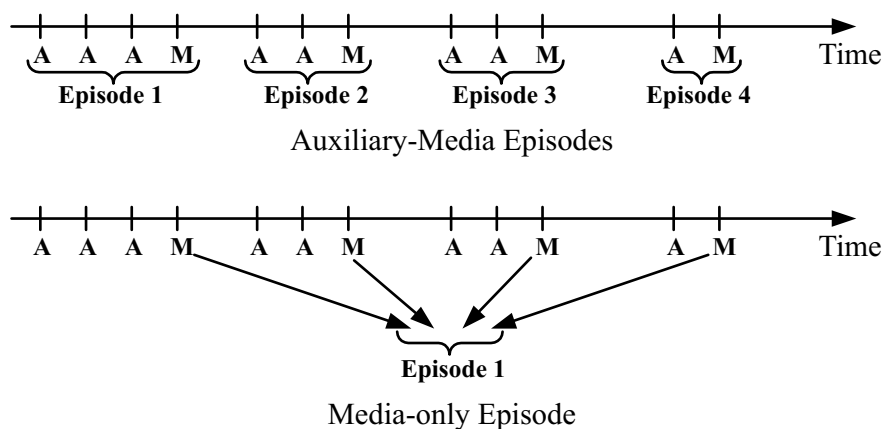 A A A M A A M A A M A M Time
Episode 1 Episode 2 Episode 3 Episode 4
Auxiliary-Media Episodes
A A A M A A M A A M A M Time
Episode 1
Media-only Episode